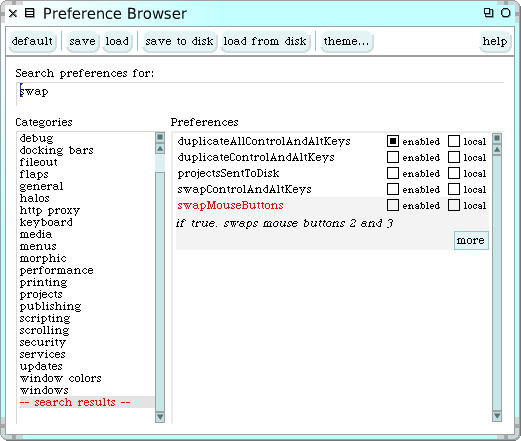 Preference Browser
default save load save to disk load from disk theme... help
Search preferences for:
swap
Categories
debug
docking bars
fileout
flaps
general
halos
http proxy
keyboard
media
menus
morphic
performance
printing
projects
publishing
scripting
scrolling
security
services
updates
window colors
windows
-- search results --
Preferences
duplicateAllControlAndAltKeys enabled local
duplicateControlAndAltKeys enabled local
projectsSentToDisk enabled local
swapControlAndAltKeys enabled local
swapMouseButtons enabled local
if true, swaps mouse buttons 2 and 3
more